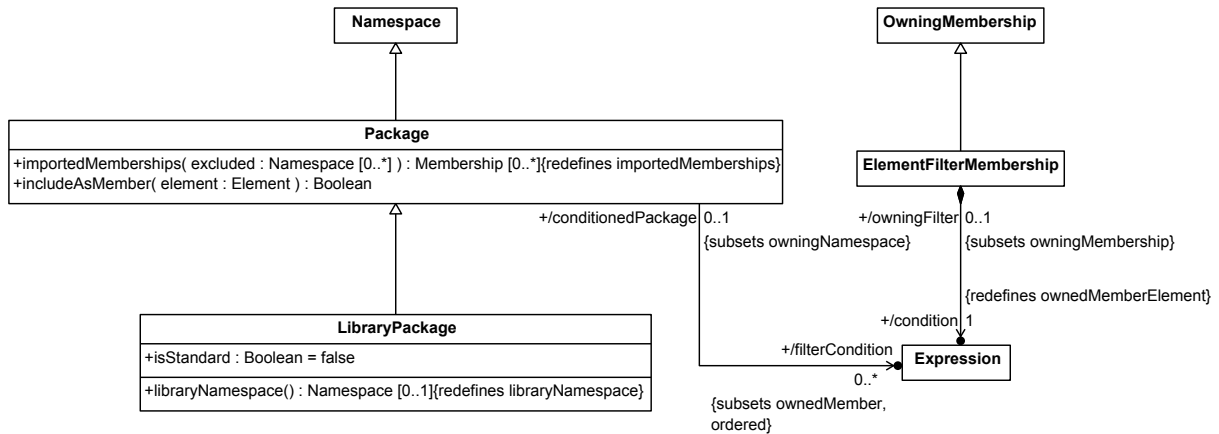 Namespace
OwningMembership
Package
+importedMemberships( excluded : Namespace [0..*] ) : Membership [0..*]{redefines importedMemberships}
+includeAsMember( element : Element ) : Boolean
ElementFilterMembership
+/conditionedPackage 0..1
{subsets owningNamespace}
+/owningFilter 0..1
{subsets owningMembership}
{redefines ownedMemberElement}
+/condition 1
LibraryPackage
+isStandard : Boolean = false
+libraryNamespace() : Namespace [0..1]{redefines libraryNamespace}
+/filterCondition
0..*
{subsets ownedMember,
ordered}
Expression